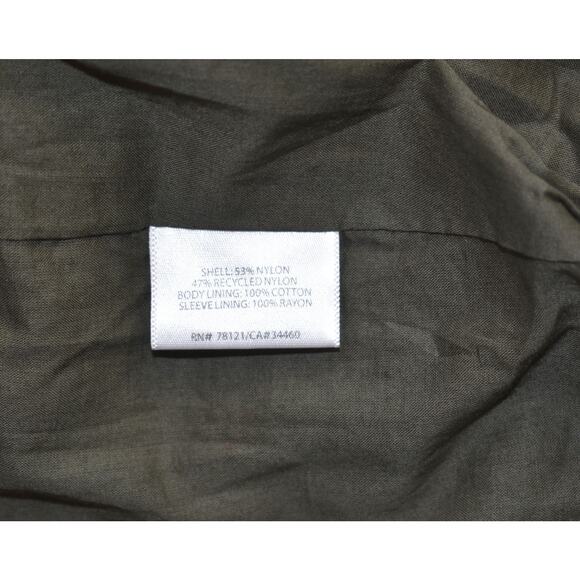 SHELL: 53% NYLON
47% RECYCLED NYLON
BODY LINING: 100% COTTON
SLEEVE LINING: 100% RAYON
RN# 78121/CA#34460